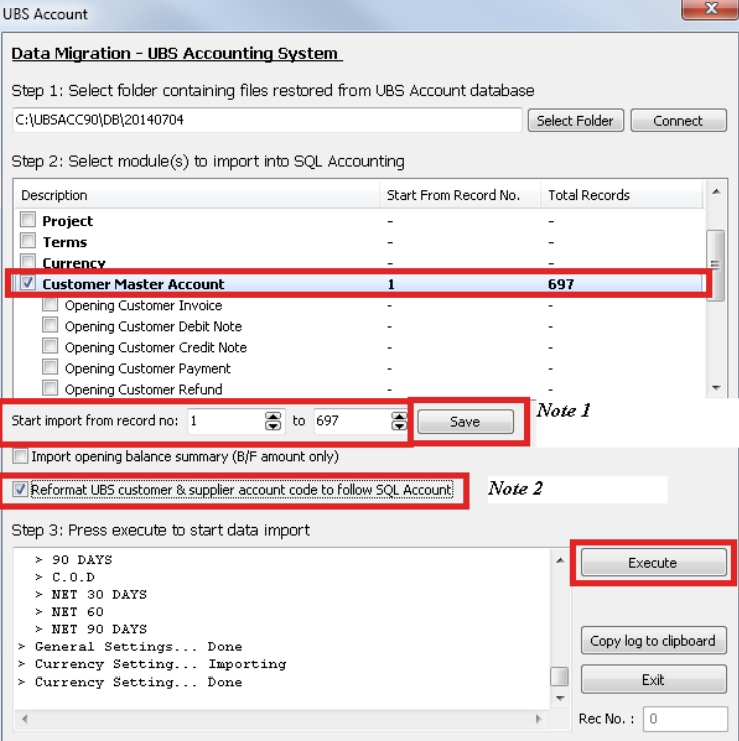 UBS Account
Data Migration - UBS Accounting System
Step 1: Select folder containing files restored from UBS Account database
C:\UBSACC90\DB\20140704 Select Folder Connect
Step 2: Select module(s) to import into SQL Accounting
Description Start From Record No. Total Records
Project - -
Terms - -
Currency - -
Customer Master Account 1 697
Opening Customer Invoice - -
Opening Customer Debit Note - -
Opening Customer Credit Note - -
Opening Customer Payment - -
Opening Customer Refund - -
Start import from record no: 1 to 697 Save Note 1
Import opening balance summary (B/F amount only)
Reformat UBS customer & supplier account code to follow SQL Account Note 2
Step 3: Press execute to start data import
> 90 DAYS
> C.O.D
> NET 30 DAYS
> NET 60
> NET 90 DAYS
> General Settings... Done
> Currency Setting... Importing
> Currency Setting... Done
Execute
Copy log to clipboard
Exit
Rec No. : 0